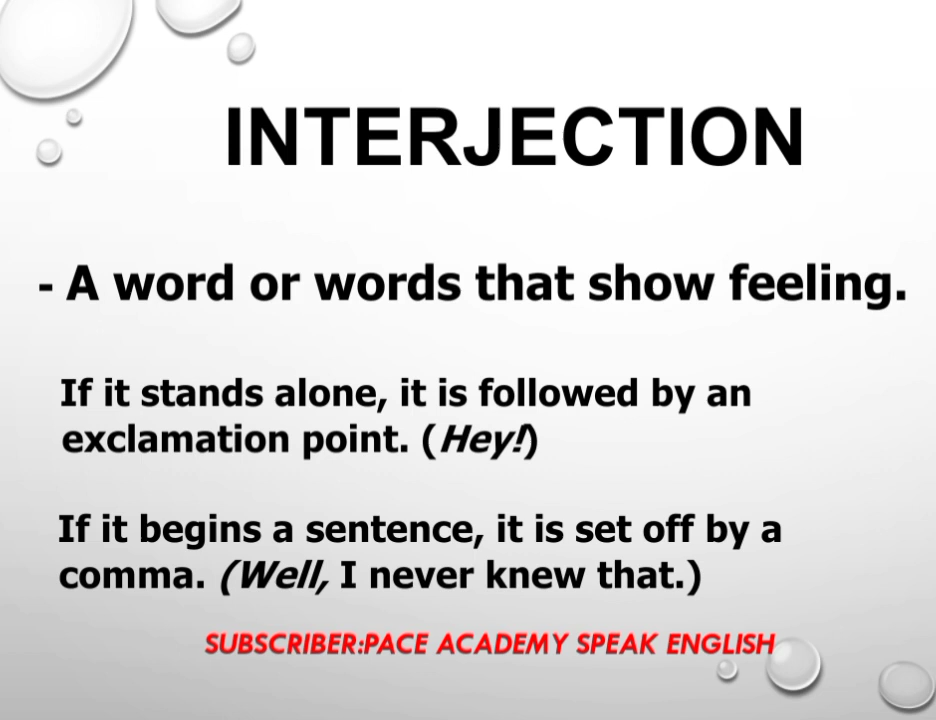 INTERJECTION
- A word or words that show feeling.
If it stands alone, it is followed by an
exclamation point. (Hey!)
If it begins a sentence, it is set off by a
comma. (Well, I never knew that.)
SUBSCRIBER:PACE ACADEMY SPEAK ENGLISH